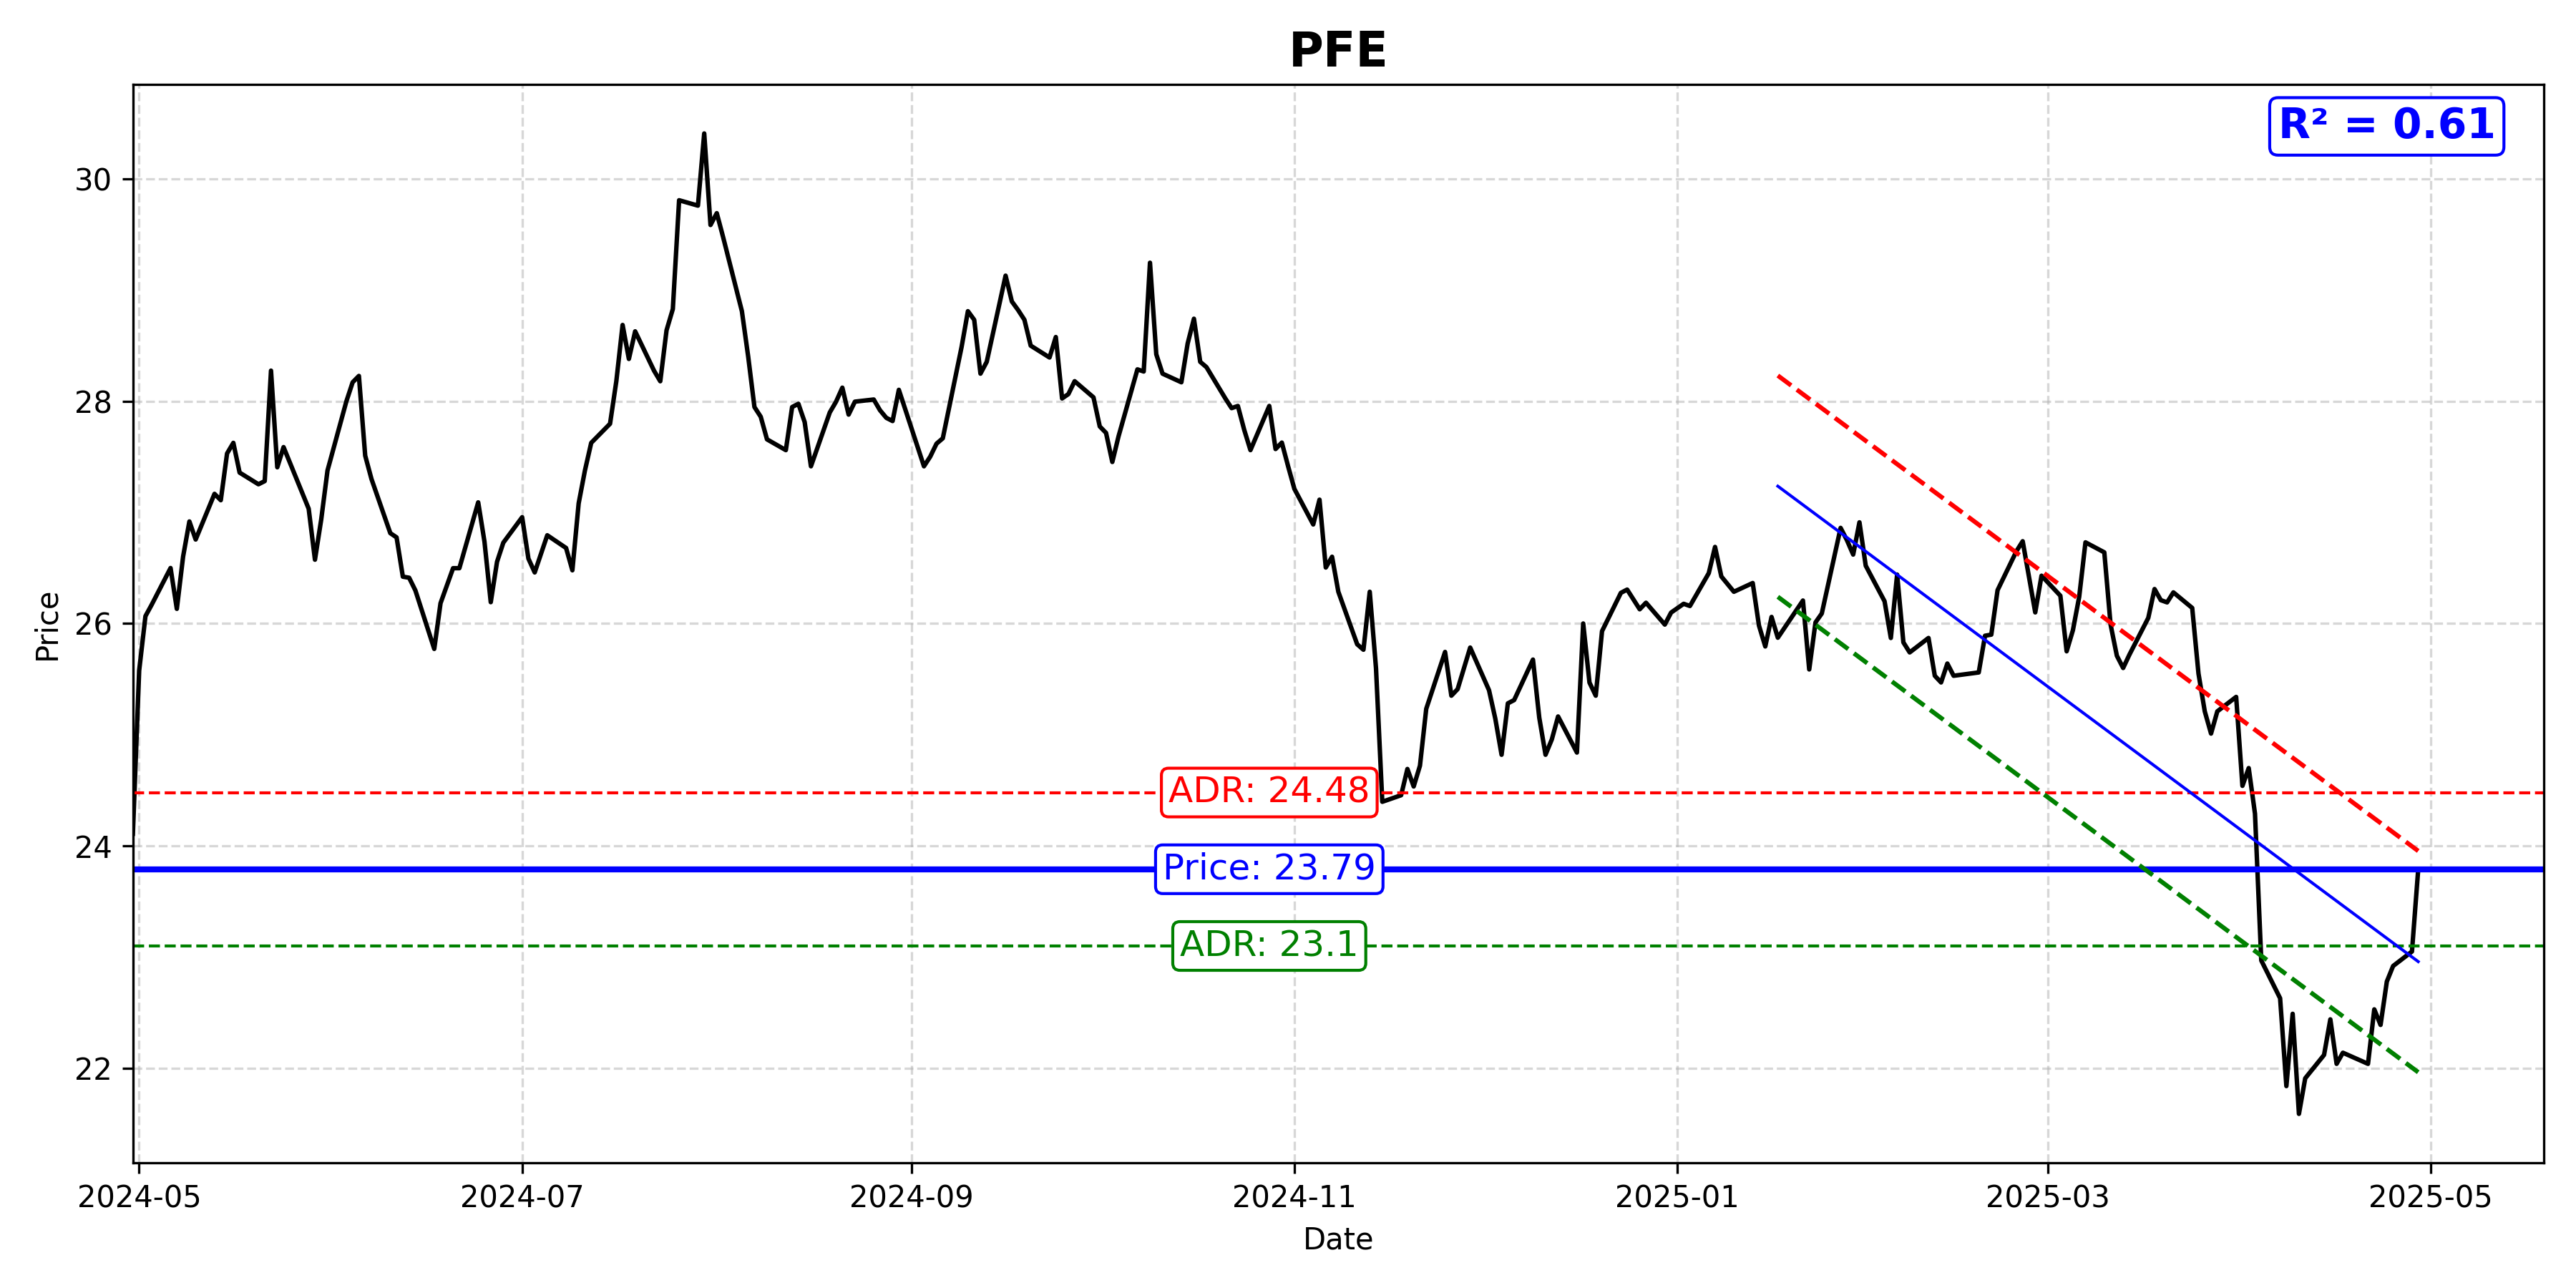 PFE
R² = 0.61
30
28
26
24
22
Price
ADR: 24.48
Price: 23.79
ADR: 23.1
2024-05
2024-07
2024-09
2024-11
2025-01
2025-03
2025-05
Date